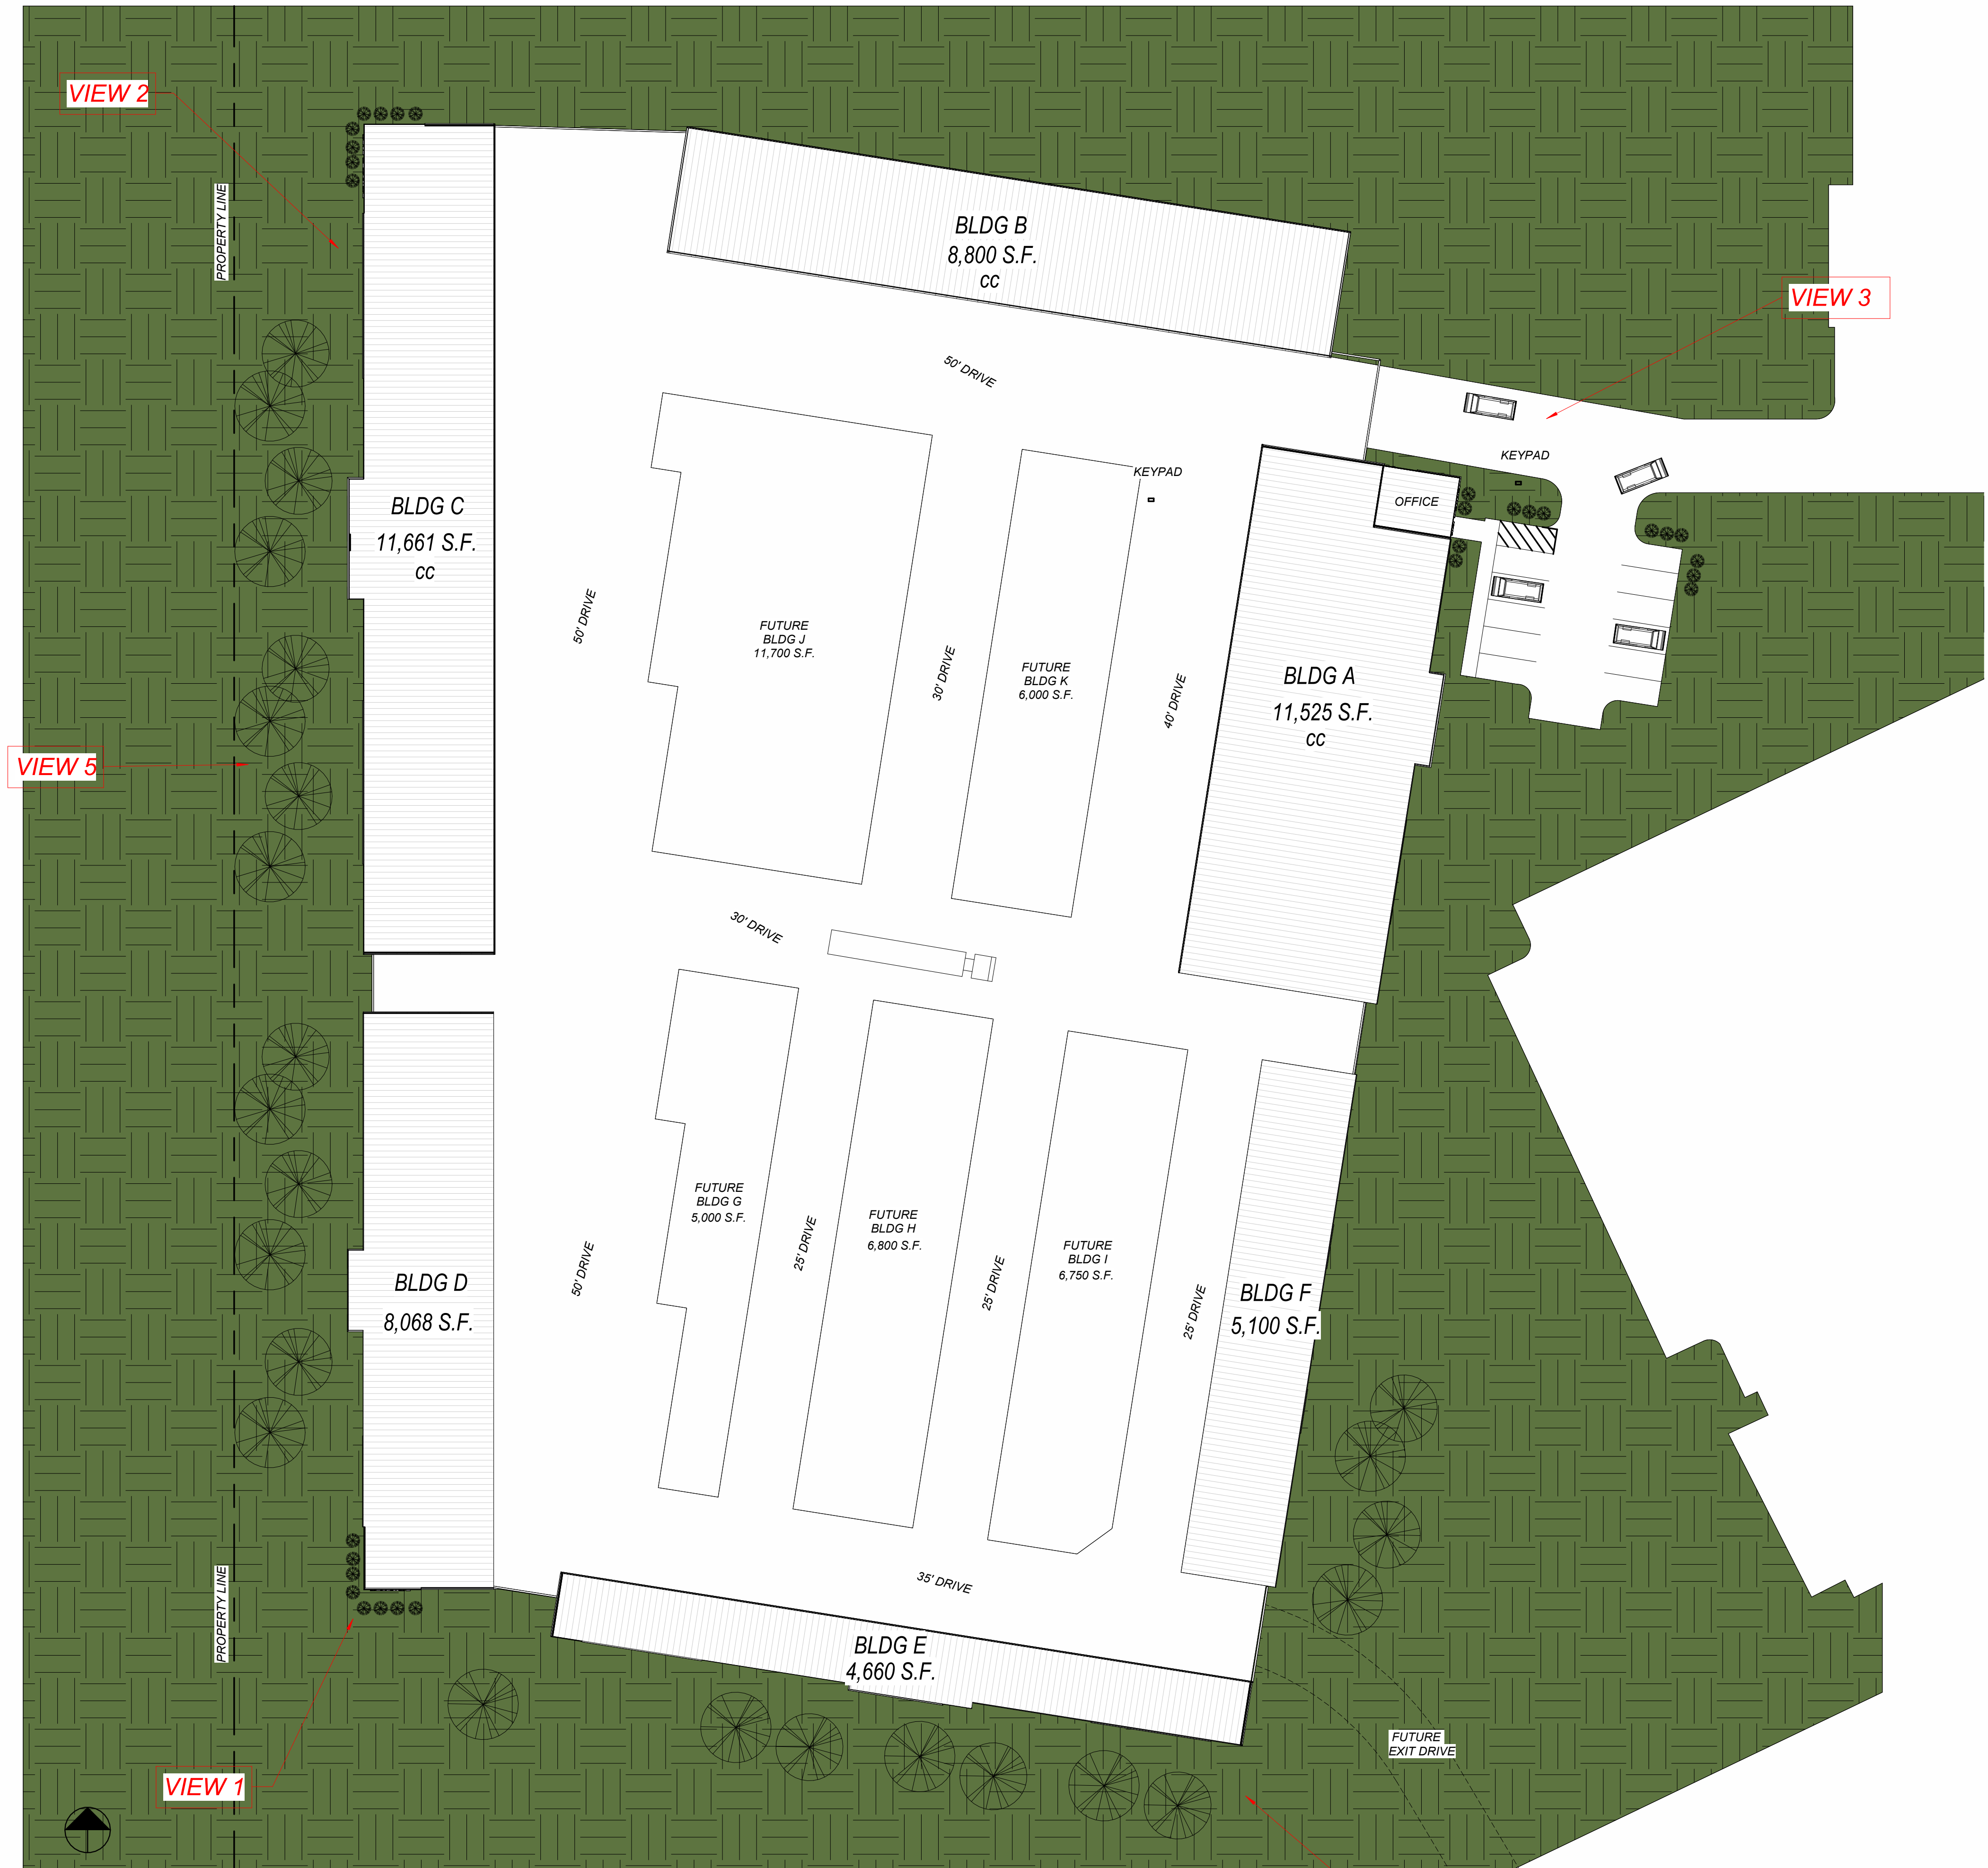 VIEW 2
PROPERTY LINE
BLDG B
8,800 S.F.
cc
VIEW 3
50' DRIVE
KEYPAD
KEYPAD
OFFICE
BLDG C
11,661 S.F.
cc
50' DRIVE
FUTURE
BLDG J
11,700 S.F.
30' DRIVE
FUTURE
BLDG K
6,000 S.F.
40' DRIVE
BLDG A
11,525 S.F.
cc
VIEW 5
30' DRIVE
FUTURE
BLDG G
5,000 S.F.
FUTURE
BLDG H
6,800 S.F.
FUTURE
BLDG I
6,750 S.F.
50' DRIVE
25' DRIVE
25' DRIVE
25' DRIVE
BLDG D
8,068 S.F.
BLDG F
5,100 S.F.
35' DRIVE
PROPERTY LINE
BLDG E
4,660 S.F.
FUTURE
EXIT DRIVE
VIEW 1